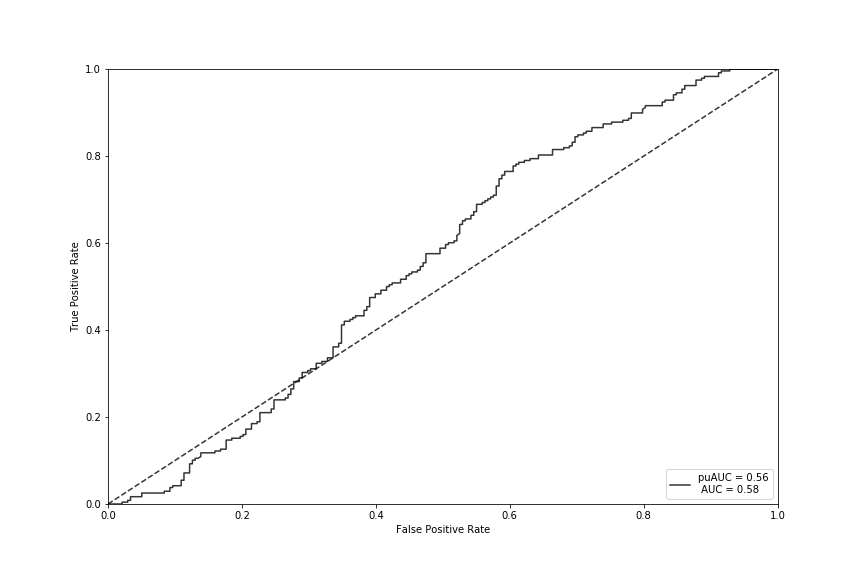 1.0
0.8
0.6
0.4
0.2
0.0
True Positive Rate
puAUC = 0.56
AUC = 0.58
0.0 0.2 0.4 0.6 0.8 1.0
False Positive Rate